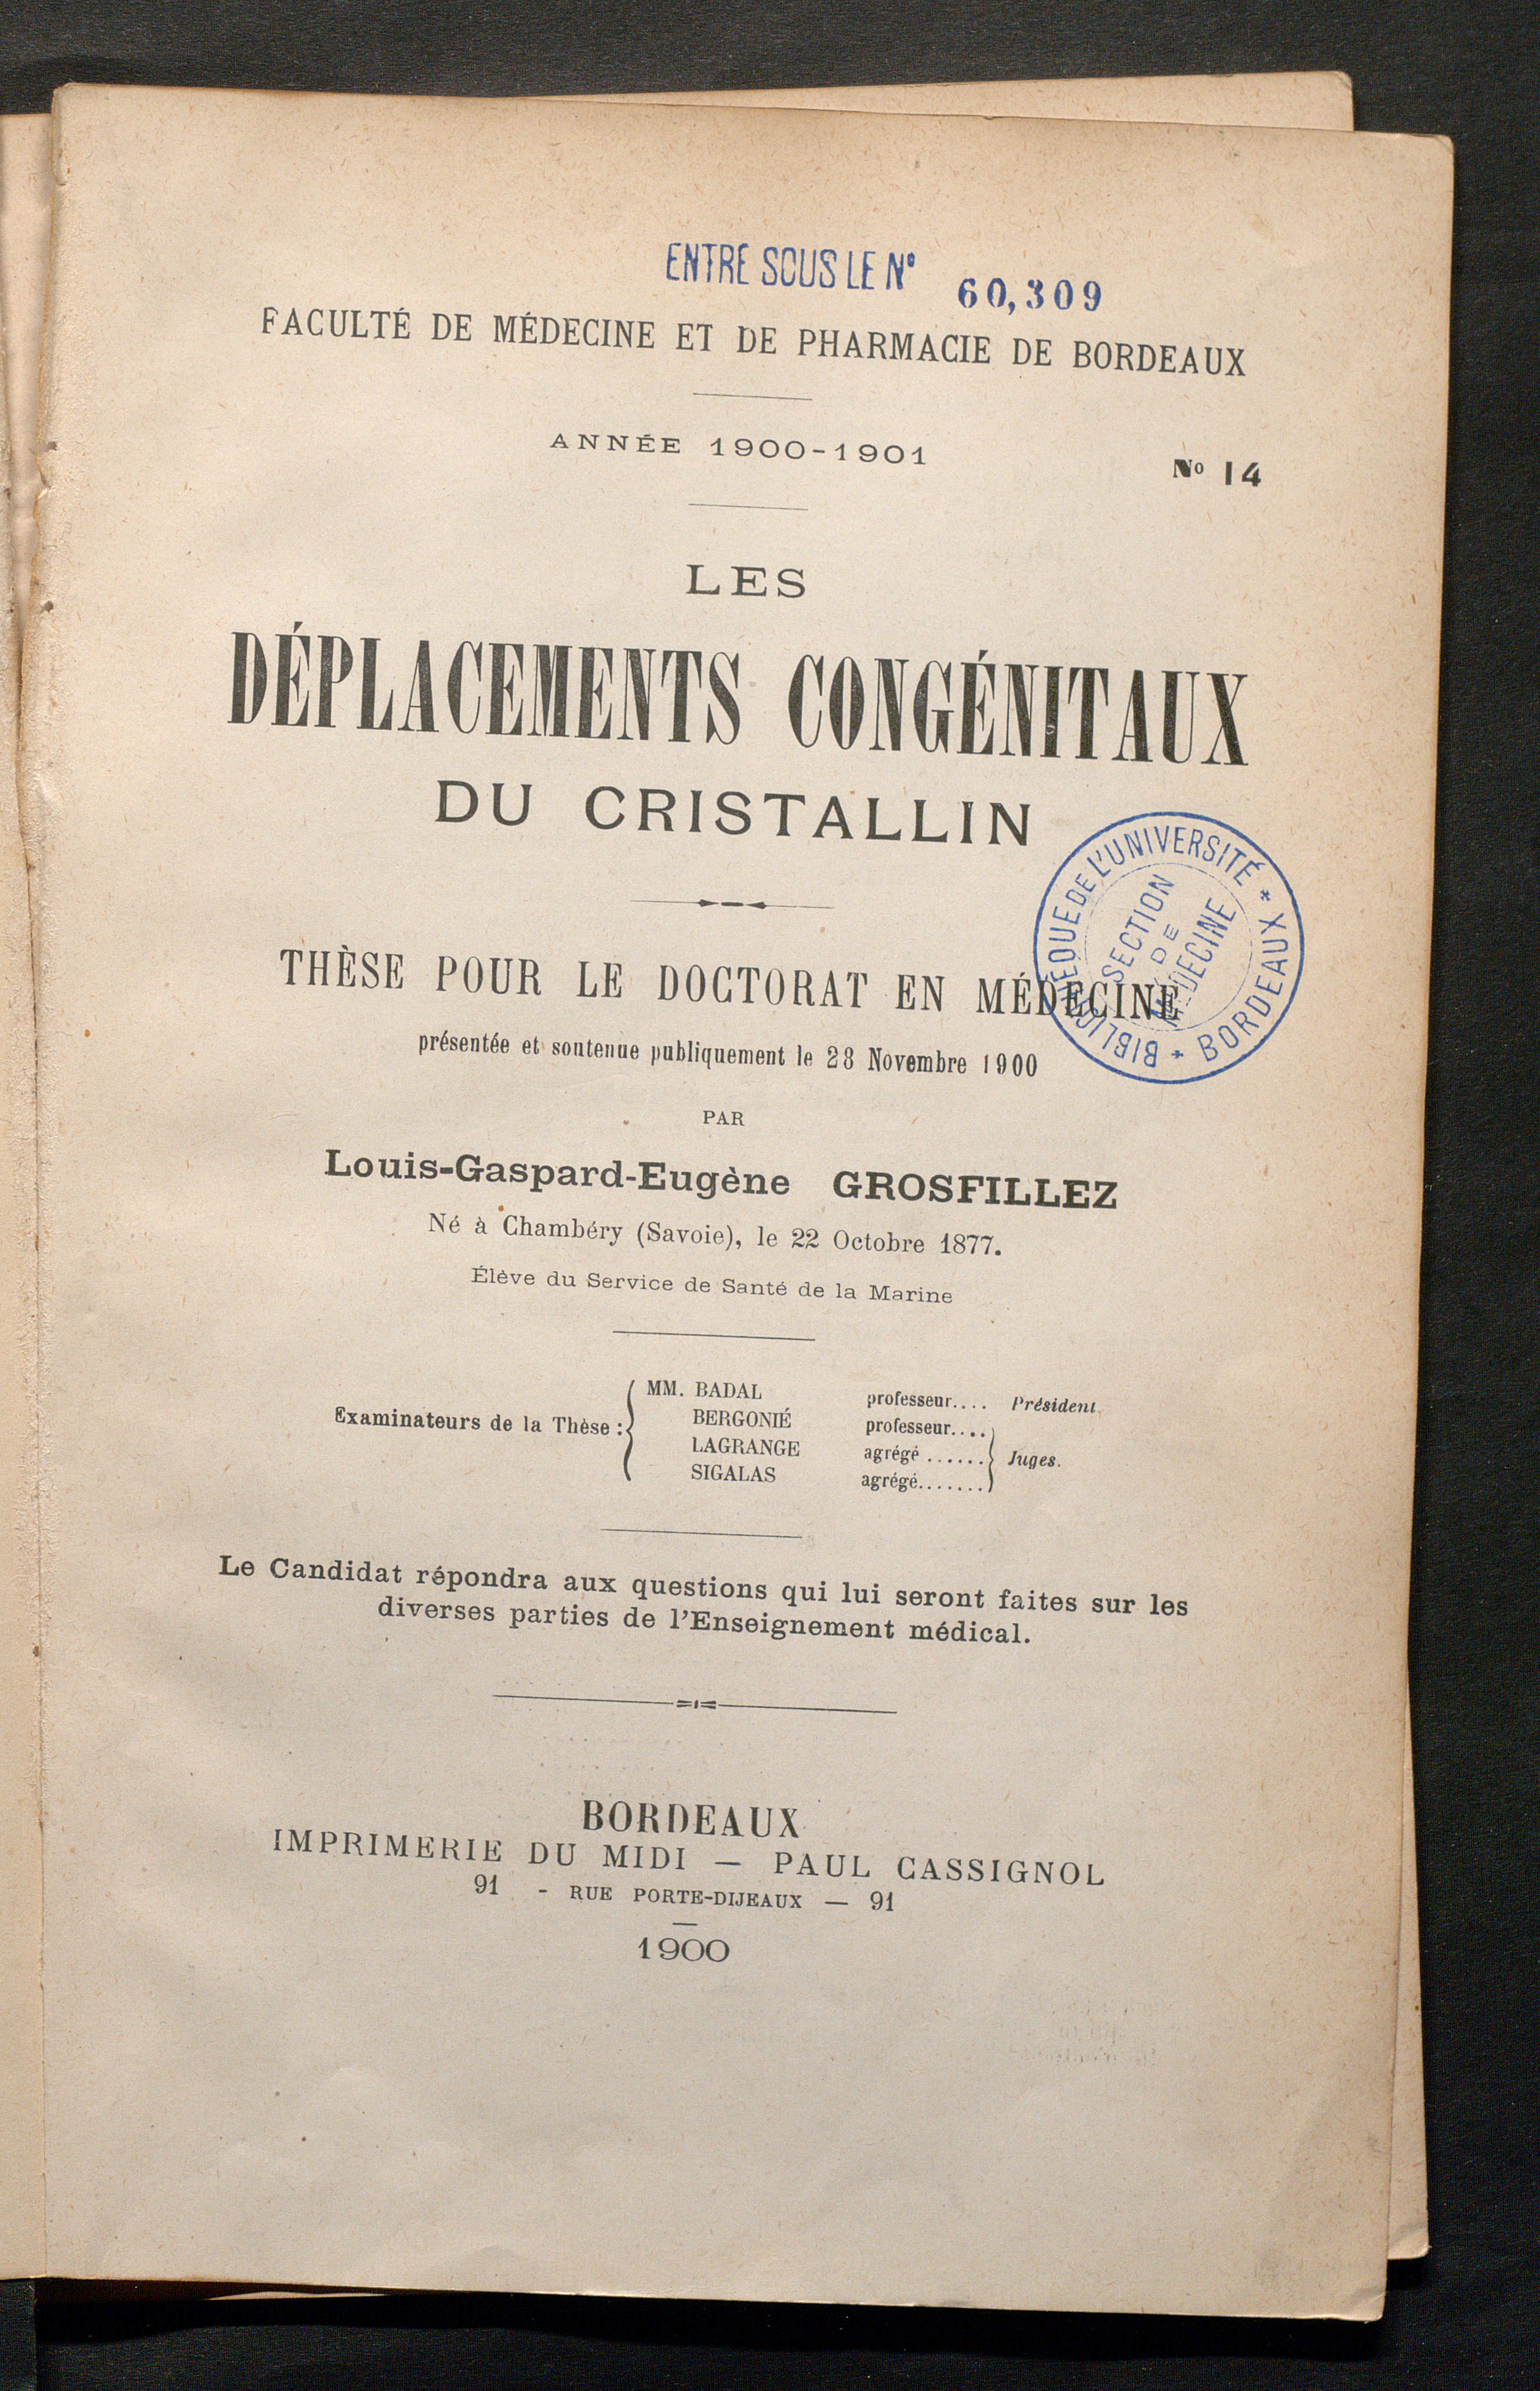 ENTRE SOUS LE N° 60,309
FACULTÉ DE MÉDECINE ET DE PHARMACIE DE BORDEAUX
ANNÉE 1900-1901
No 14
LES
DÉPLACEMENTS CONGÉNITAUX
DU CRISTALLIN
BIBLIOTHÈQUE DE L'UNIVERSITÉ * BORDEAUX *
SECTION
DE
MÉDECINE
THÈSE POUR LE DOCTORAT EN MÉDECINE
présentée et soutenue publiquement le 23 Novembre 1900
PAR
Louis-Gaspard-Eugène GROSFILLEZ
Né à Chambéry (Savoie), le 22 Octobre 1877.
Élève du Service de Santé de la Marine
Examinateurs de la Thèse :
MM. BADAL professeur.... Président.
BERGONIÉ professeur....
LAGRANGE agrégé ......
SIGALAS agrégé.......
Juges.
Le Candidat répondra aux questions qui lui seront faites sur les
diverses parties de l'Enseignement médical.
BORDEAUX
IMPRIMERIE DU MIDI — PAUL CASSIGNOL
91 - RUE PORTE-DIJEAUX — 91
1900